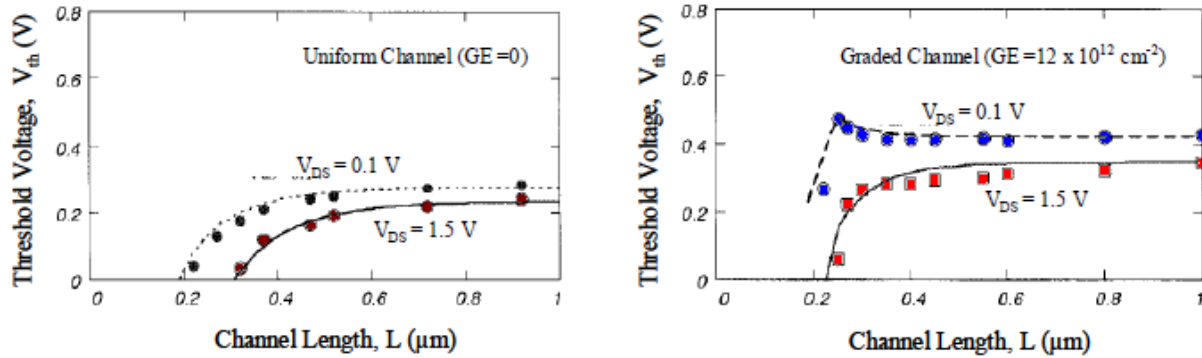 Threshold Voltage, Vth (V)
0.8
0.6
0.4
0.2
0
Uniform Channel (GE =0)
VDS = 0.1 V
VDS = 1.5 V
0 0.2 0.4 0.6 0.8 1
Channel Length, L (μm)
Threshold Voltage, Vth (V)
0.8
0.6
0.4
0.2
0
Graded Channel (GE =12 x 10¹² cm⁻²)
VDS = 0.1 V
VDS = 1.5 V
0 0.2 0.4 0.6 0.8 1
Channel Length, L (μm)